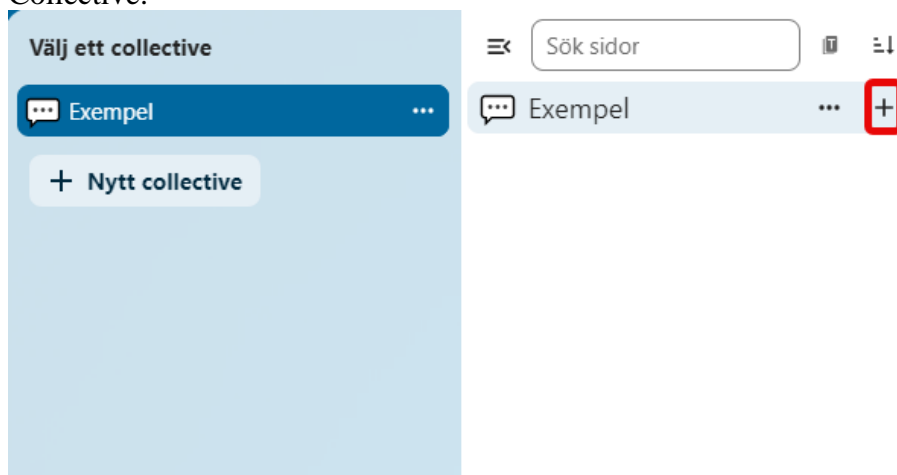 Collective.
Välj ett collective
Exempel
+ Nytt collective
Sök sidor
Exempel